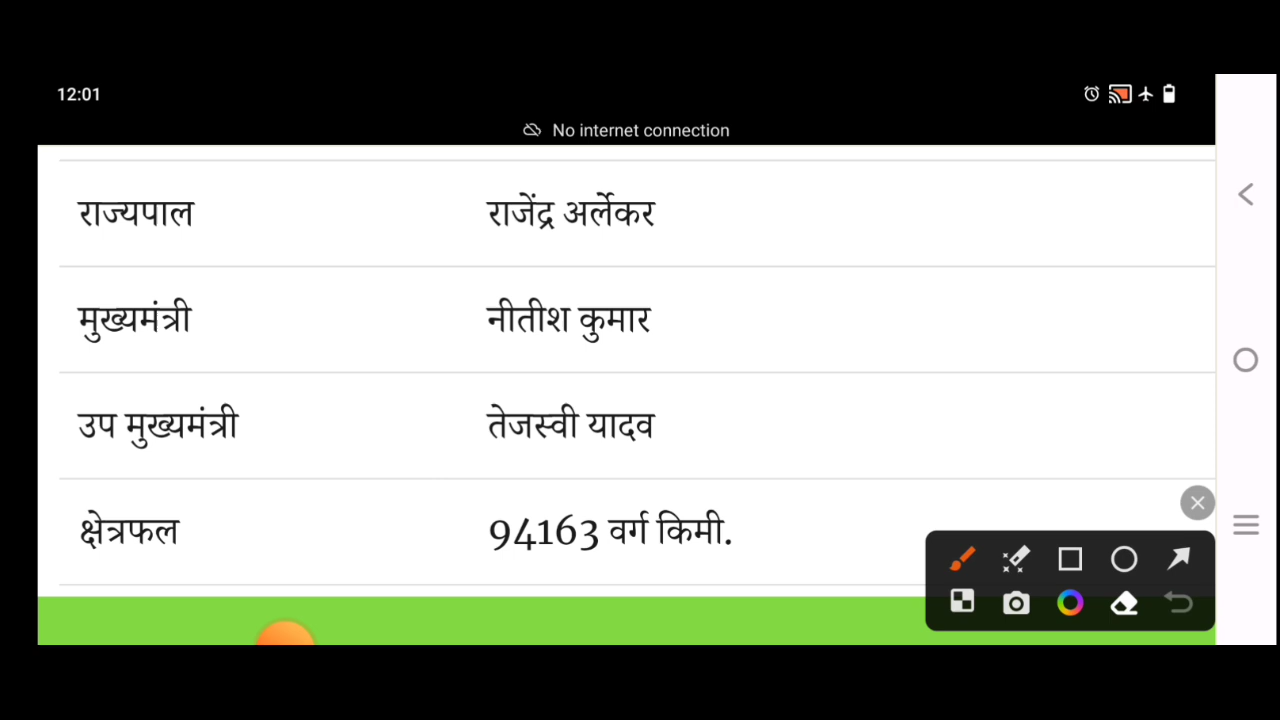 12:01
No internet connection
राज्यपाल राजेंद्र अर्लेकर
मुख्यमंत्री नीतीश कुमार
उप मुख्यमंत्री तेजस्वी यादव
क्षेत्रफल 94163 वर्ग किमी.